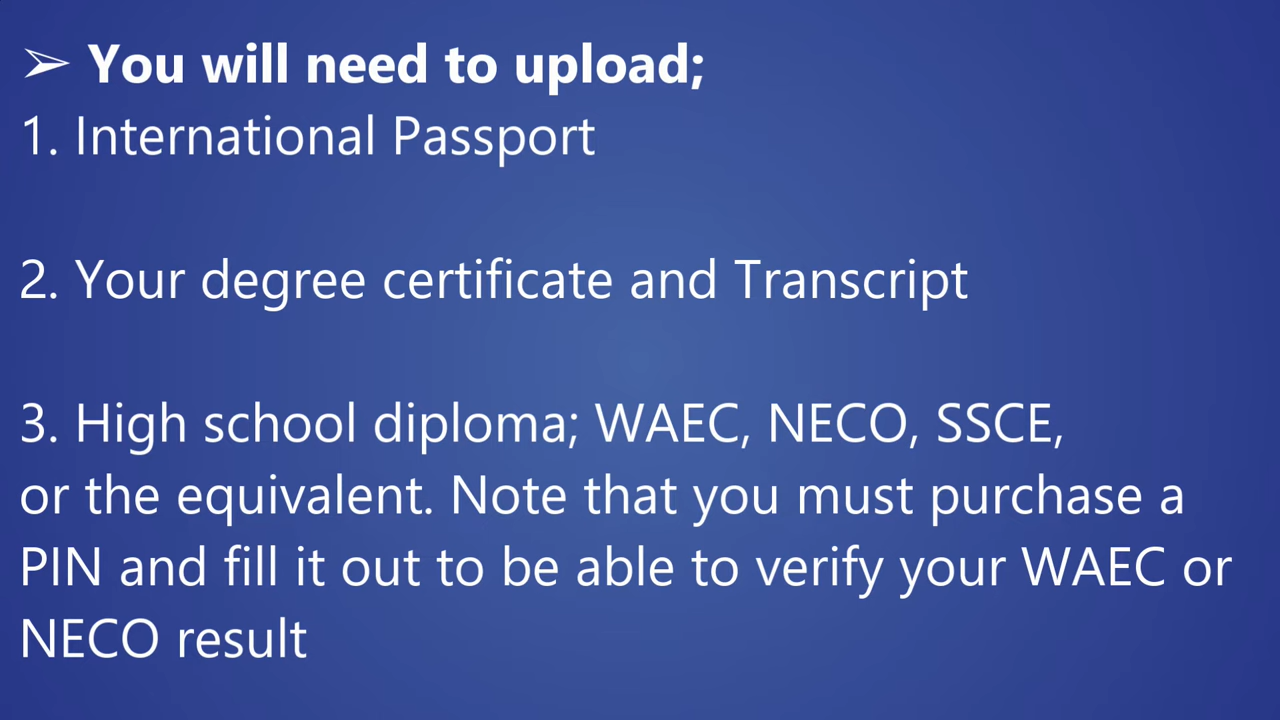 ➢ You will need to upload;
1. International Passport
2. Your degree certificate and Transcript
3. High school diploma; WAEC, NECO, SSCE,
or the equivalent. Note that you must purchase a
PIN and fill it out to be able to verify your WAEC or
NECO result